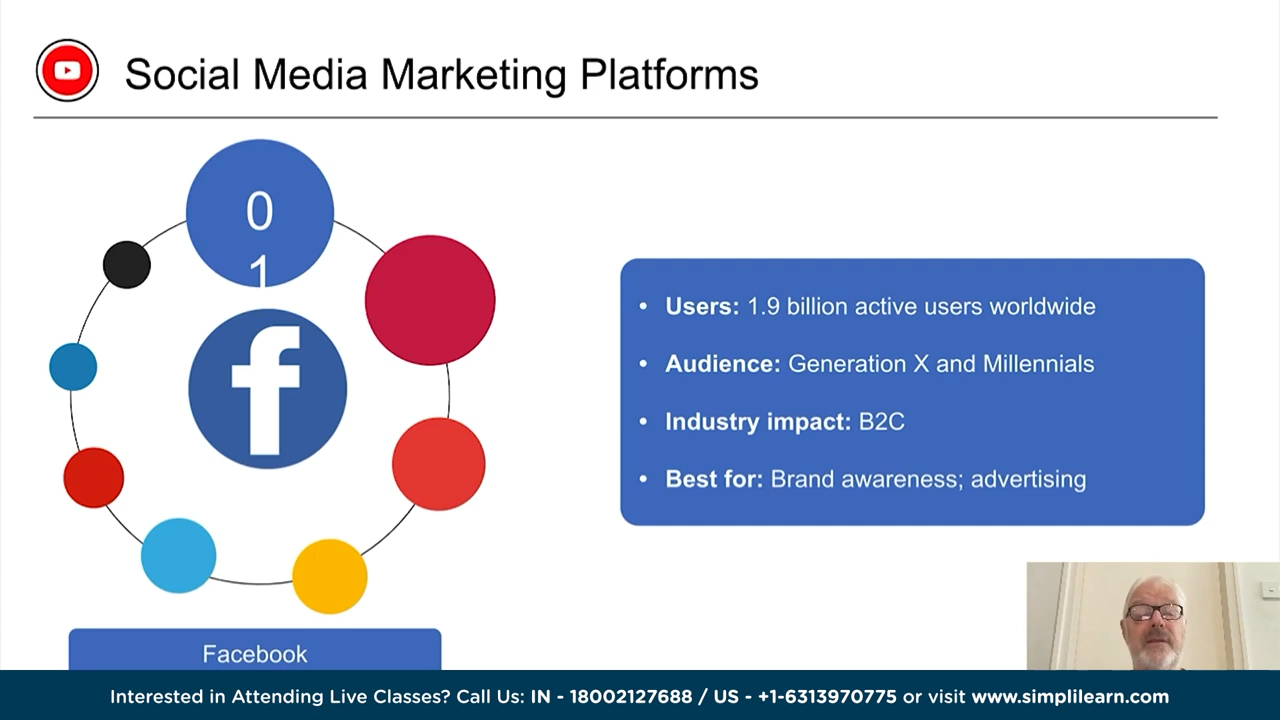 Social Media Marketing Platforms
0
1
f
• Users: 1.9 billion active users worldwide
• Audience: Generation X and Millennials
• Industry impact: B2C
• Best for: Brand awareness; advertising
Facebook
Interested in Attending Live Classes? Call Us: IN - 18002127688 / US - +1-6313970775 or visit www.simplilearn.com